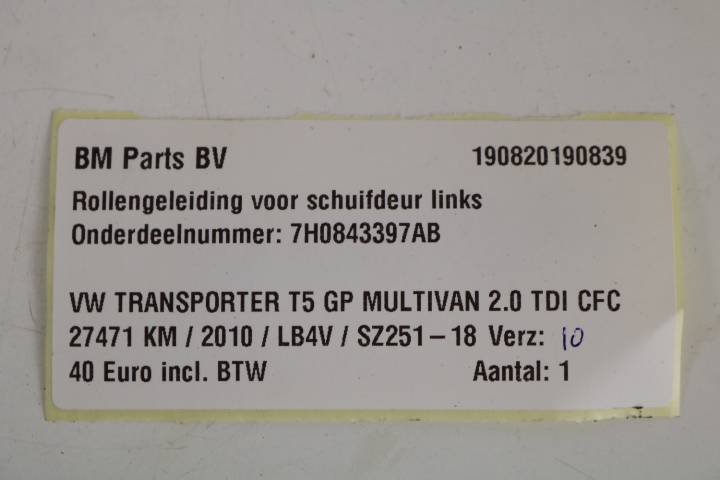 BM Parts BV 190820190839
Rollengeleiding voor schuifdeur links
Onderdeelnummer: 7H0843397AB
VW TRANSPORTER T5 GP MULTIVAN 2.0 TDI CFC
27471 KM / 2010 / LB4V / SZ251-18 Verz: 10
40 Euro incl. BTW Aantal: 1